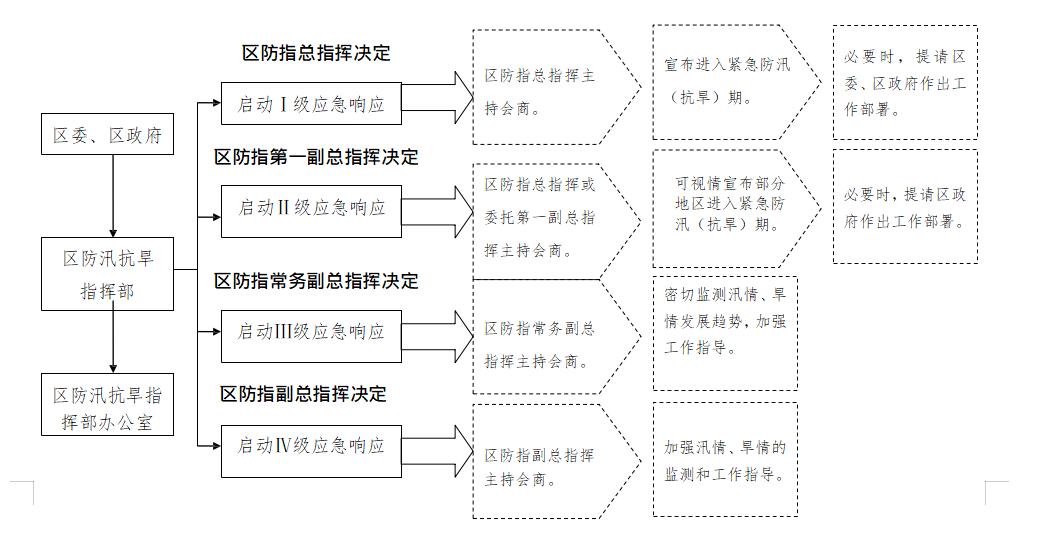 区委、区政府
区防汛抗旱
指挥部
区防汛抗旱指
挥部办公室
区防指总指挥决定
启动Ⅰ级应急响应
区防指总指挥主
持会商。
宣布进入紧急防汛
（抗旱）期。
必要时，提请区
委、区政府作出工
作部署。
区防指第一副总指挥决定
启动Ⅱ级应急响应
区防指总指挥或
委托第一副总指
挥主持会商。
可视情宣布部分
地区进入紧急防
汛（抗旱）期。
必要时,提请区政
府作出工作部署。
区防指常务副总指挥决定
启动Ⅲ级应急响应
区防指常务副总
指挥主持会商。
密切监测汛情、旱
情发展趋势，加强
工作指导。
区防指副总指挥决定
启动Ⅳ级应急响应
区防指副总指挥
主持会商。
加强汛情、旱情的
监测和工作指导。